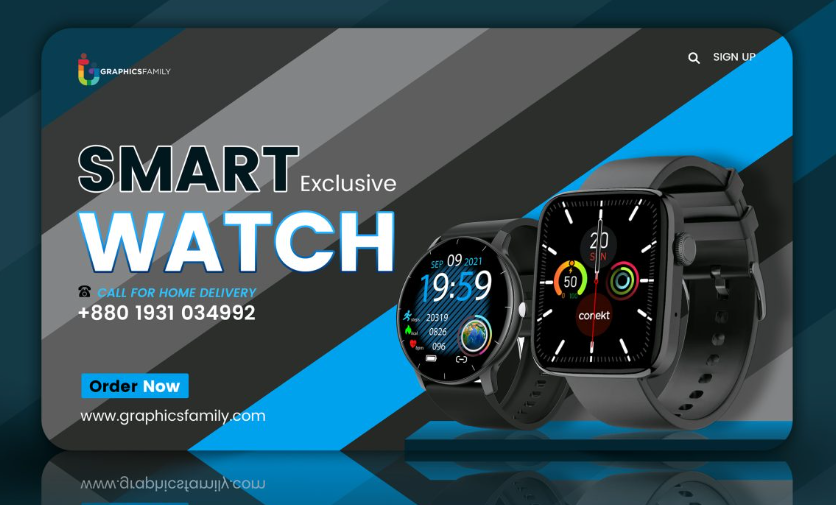 GRAPHICSFAMILY
SIGN UP
SMART
Exclusive
WATCH
CALL FOR HOME DELIVERY
+880 1931 034992
Order Now
www.graphicsfamily.com
SEP 09 2021
19:59
20319
0826
096
20
SUN
50
conekt
www.graphicsfamily.com